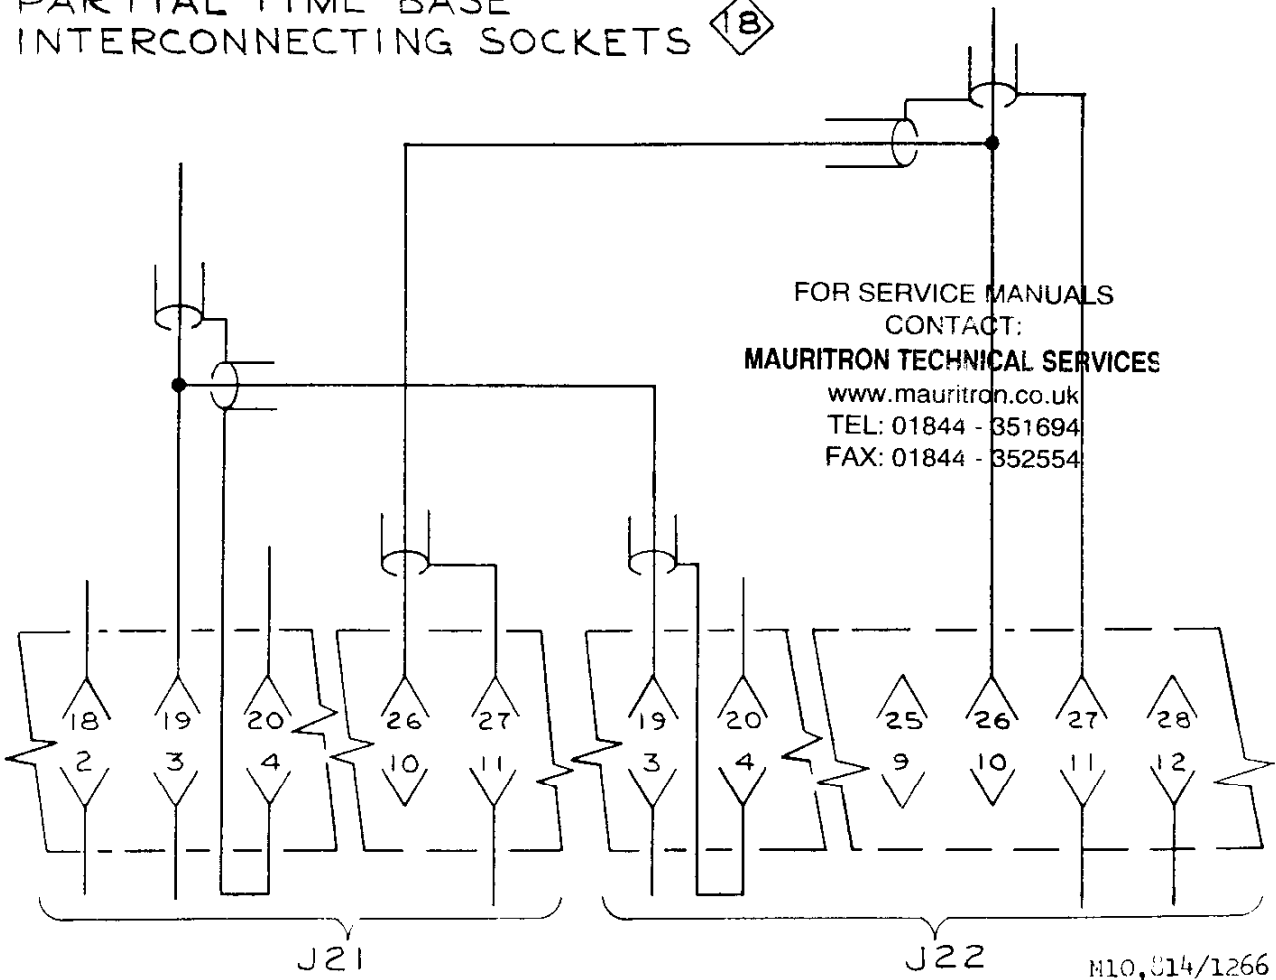 PARTIAL TIME BASE
INTERCONNECTING SOCKETS 18
FOR SERVICE MANUALS
CONTACT:
MAURITRON TECHNICAL SERVICES
www.mauritron.co.uk
TEL: 01844 - 351694
FAX: 01844 - 352554
18 19 20 26 27 19 20 25 26 27 28
2 3 4 10 11 3 4 9 10 11 12
J21 J22